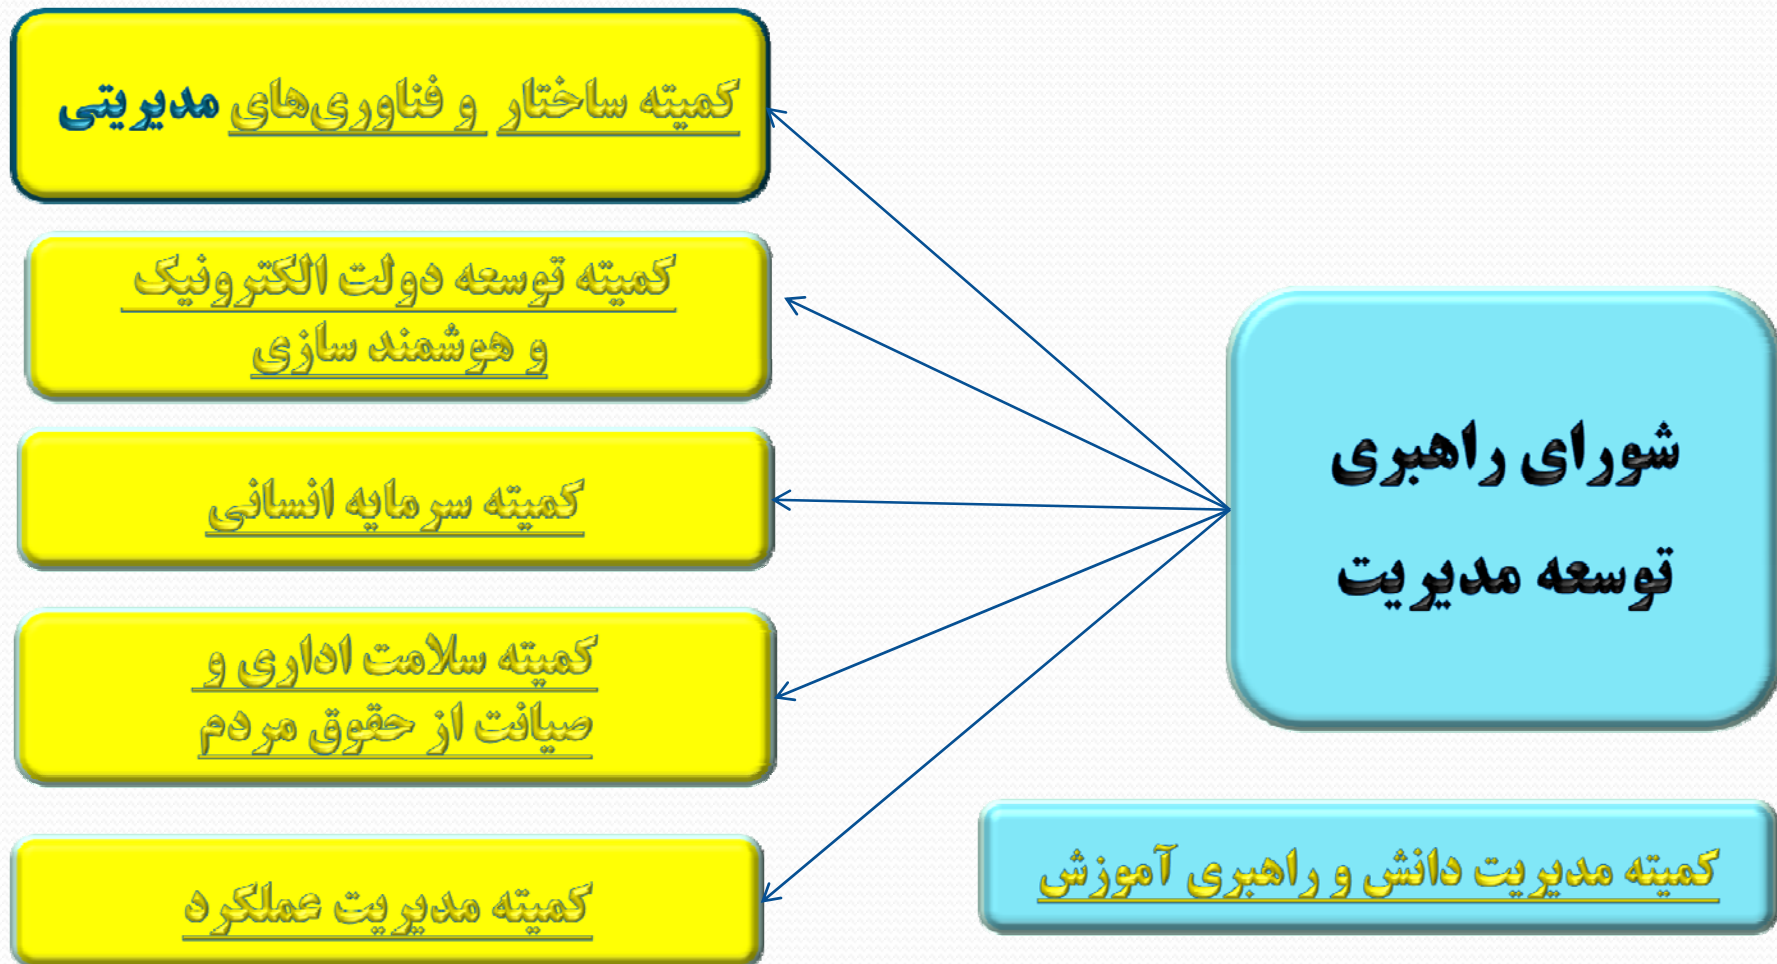 شورای راهبری
توسعه مدیریت
کمیته ساختار و فناوری‌های مدیریتی
کمیته توسعه دولت الکترونیک
و هوشمند سازی
کمیته سرمایه انسانی
کمیته سلامت اداری و
صیانت از حقوق مردم
کمیته مدیریت عملکرد
کمیته مدیریت دانش و راهبری آموزش